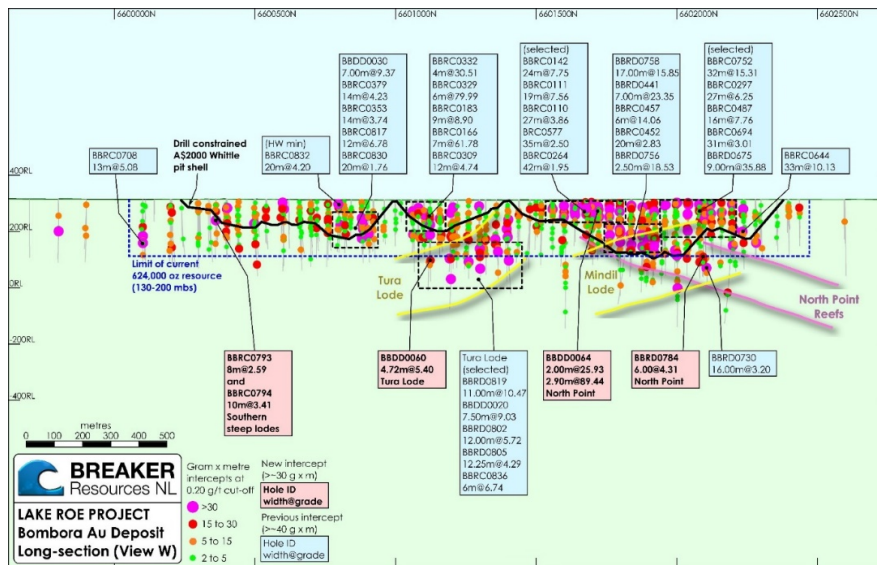 6600000N
6600500N
6601000N
6601500N
6602000N
6602500N
BBDD0030
7.00m@9.37
BBRC0379
14m@4.23
BBRC0353
14m@3.74
BBRC0817
12m@6.78
BBRC0830
20m@1.76
BBRC0332
4m@30.51
BBRC0329
6m@79.99
BBRC0183
9m@8.90
BBRC0166
7m@61.78
BBRC0309
12m@4.74
(selected)
BBRC0142
24m@7.75
BBRC0111
19m@7.56
BBRC0110
27m@3.86
BRC0577
35m@2.50
BBRC0264
42m@1.95
BBRD0758
17.00m@15.85
BBRD0441
7.00m@23.35
BBRC0457
6m@14.06
BBRC0452
20m@2.83
BBRD0756
2.50m@18.53
(selected)
BBRC0752
32m@15.31
BBRC0297
27m@6.25
BBRC0487
16m@7.76
BBRC0694
31m@3.01
BBRD0675
9.00m@35.88
BBRC0708
13m@5.08
Drill constrained
A$2000 Whittle
pit shell
(HW min)
BBRC0832
20m@4.20
BBRC0644
33m@10.13
400RL
200RL
0RL
-200RL
-400RL
Limit of current
624,000 oz resource
(130-200 mbs)
Tura
Lode
Mindil
Lode
North Point
Reefs
BBRC0793
8m@2.59
and
BBRC0794
10m@3.41
Southern
steep lodes
BBDD0060
4.72m@5.40
Tura Lode
Tura Lode
(selected)
BBRD0819
11.00m@10.47
BBDD0020
7.50m@9.03
BBRD0802
12.00m@5.72
BBRD0805
12.25m@4.29
BBRC0836
6m@6.74
BBDD0064
2.00m@25.93
2.90m@89.44
North Point
BBRD0784
6.00@4.31
North Point
BBRD0730
16.00m@3.20
metres
0 100 200 300 400 500
BREAKER
Resources NL
LAKE ROE PROJECT
Bombora Au Deposit
Long-section (View W)
Gram x metre
intercepts at
0.20 g/t cut-off
>30
15 to 30
5 to 15
2 to 5
New intercept
(>~30 g x m)
Hole ID
width@grade
Previous intercept
(>~40 g x m)
Hole ID
width@grade